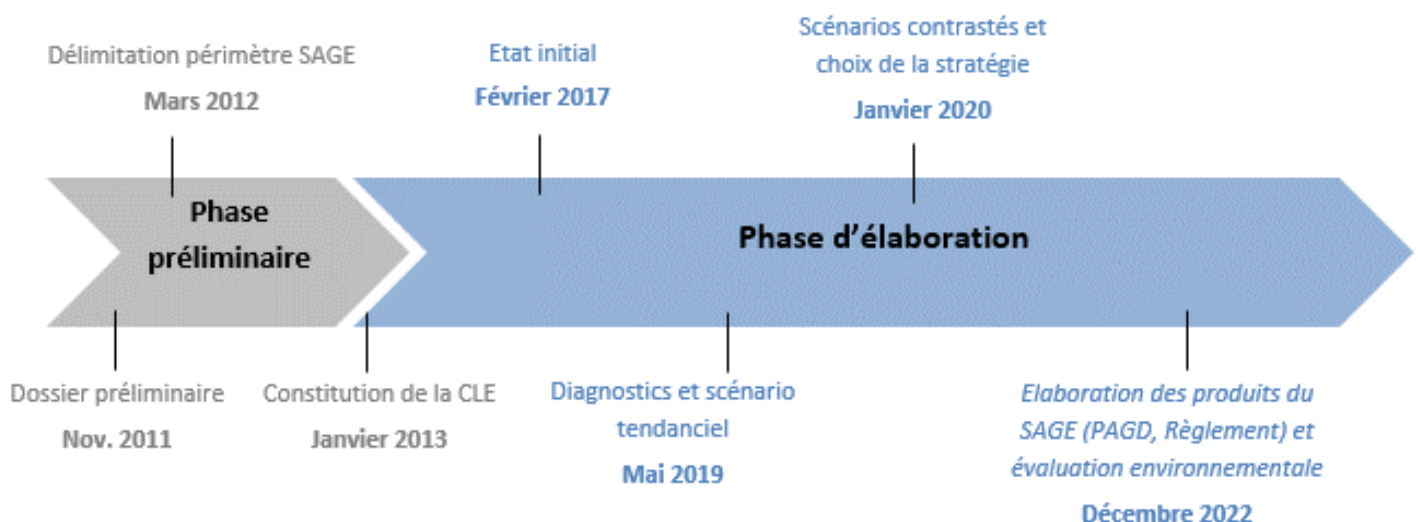 Délimitation périmètre SAGE
Mars 2012
Etat initial
Février 2017
Scénarios contrastés et
choix de la stratégie
Janvier 2020
Phase
préliminaire
Phase d'élaboration
Dossier préliminaire
Nov. 2011
Constitution de la CLE
Janvier 2013
Diagnostics et scénario
tendanciel
Mai 2019
Elaboration des produits du
SAGE (PAGD, Règlement) et
évaluation environnementale
Décembre 2022